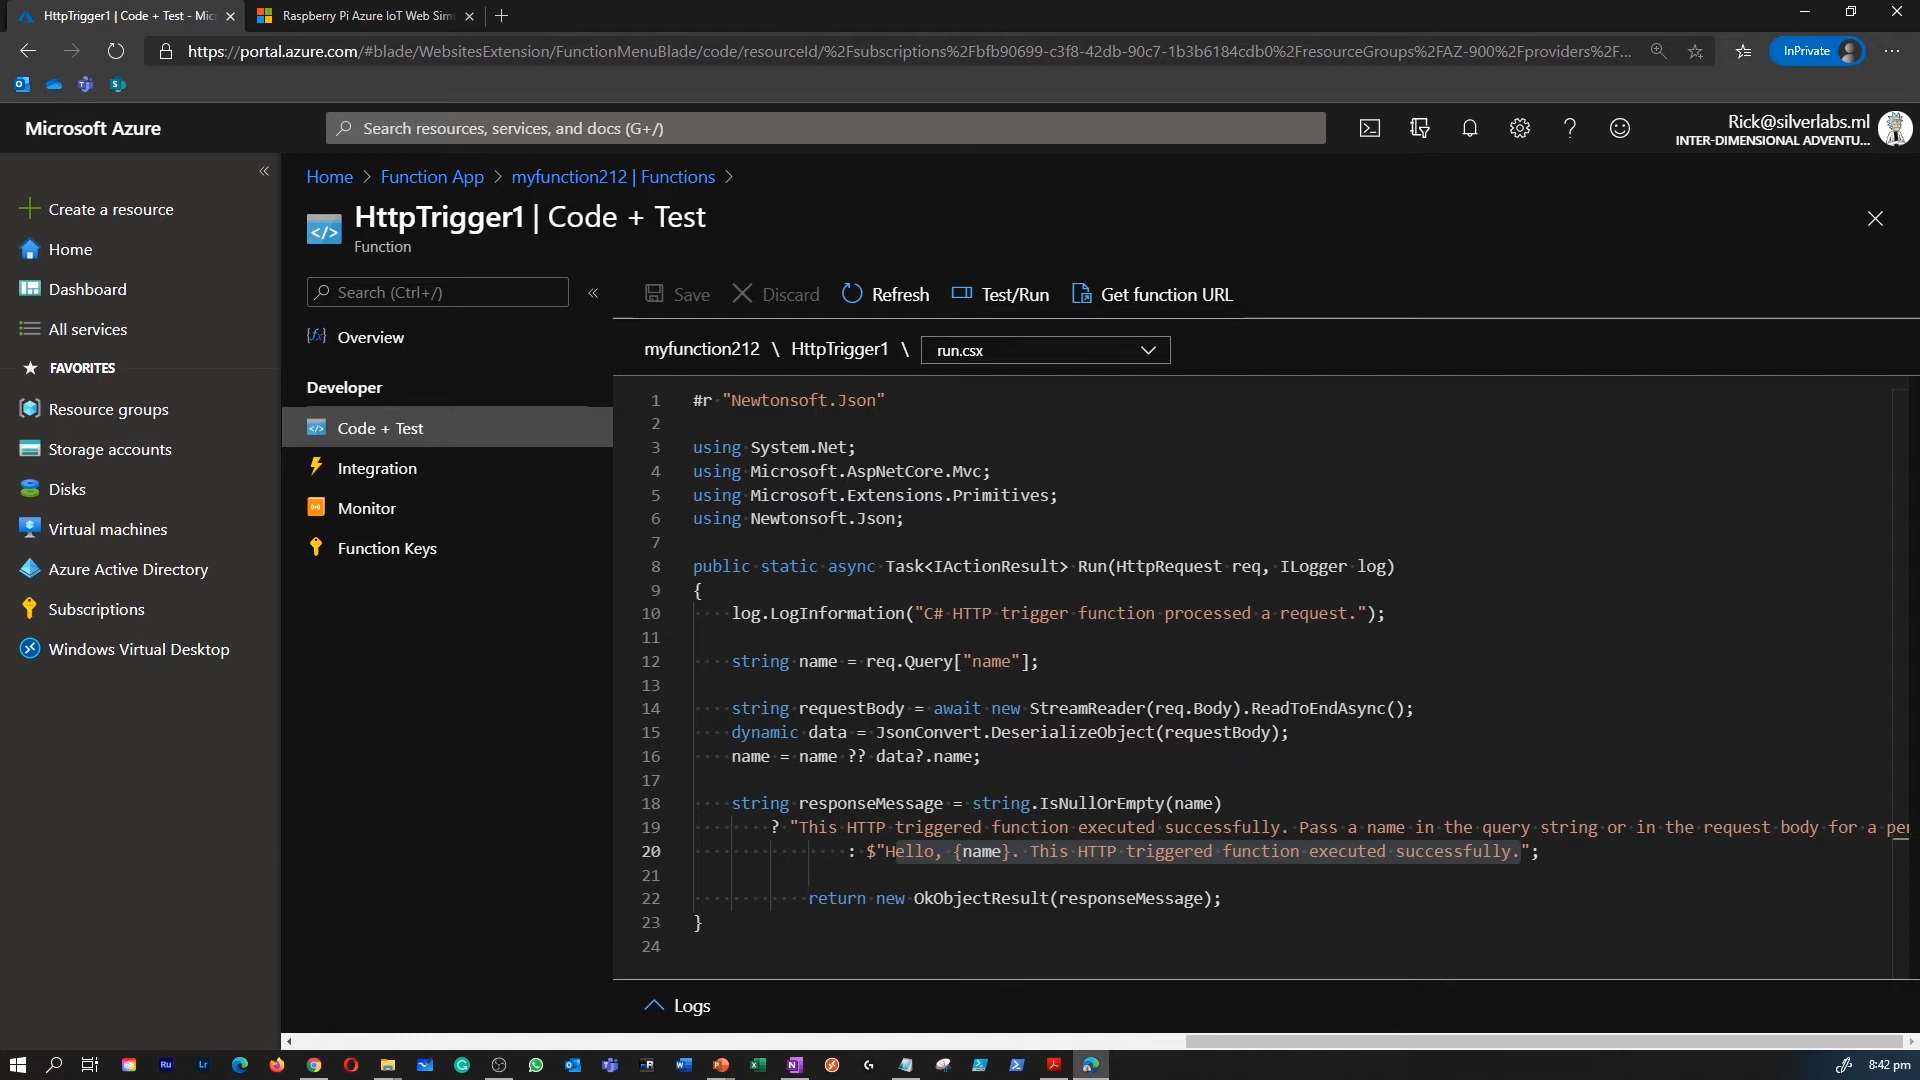 HttpTrigger1 | Code + Test - Mic
Raspberry Pi Azure IoT Web Sim
https://portal.azure.com/#blade/WebsitesExtension/FunctionMenuBlade/code/resourceId/%2Fsubscriptions%2Fbfb90699-c3f8-42db-90c7-1b3b6184cdb0%2FresourceGroups%2FAZ-900%2Fproviders%2F...
InPrivate
Microsoft Azure
Search resources, services, and docs (G+/)
Rick@silverlabs.ml
INTER-DIMENSIONAL ADVENTU...
Create a resource
Home
Dashboard
All services
FAVORITES
Resource groups
Storage accounts
Disks
Virtual machines
Azure Active Directory
Subscriptions
Windows Virtual Desktop
Home > Function App > myfunction212 | Functions >
HttpTrigger1 | Code + Test
Function
Search (Ctrl+/)
Overview
Developer
Code + Test
Integration
Monitor
Function Keys
Save Discard Refresh Test/Run Get function URL
myfunction212 \ HttpTrigger1 \ run.csx
1 #r "Newtonsoft.Json"
2
3 using System.Net;
4 using Microsoft.AspNetCore.Mvc;
5 using Microsoft.Extensions.Primitives;
6 using Newtonsoft.Json;
7
8 public static async Task<IActionResult> Run(HttpRequest req, ILogger log)
9 {
10 log.LogInformation("C# HTTP trigger function processed a request.");
11
12 string name = req.Query["name"];
13
14 string requestBody = await new StreamReader(req.Body).ReadToEndAsync();
15 dynamic data = JsonConvert.DeserializeObject(requestBody);
16 name = name ?? data?.name;
17
18 string responseMessage = string.IsNullOrEmpty(name)
19 ? "This HTTP triggered function executed successfully. Pass a name in the query string or in the request body for a per
20 : $"Hello, {name}. This HTTP triggered function executed successfully.";
21
22 return new OkObjectResult(responseMessage);
23 }
24
Logs
8:42 pm